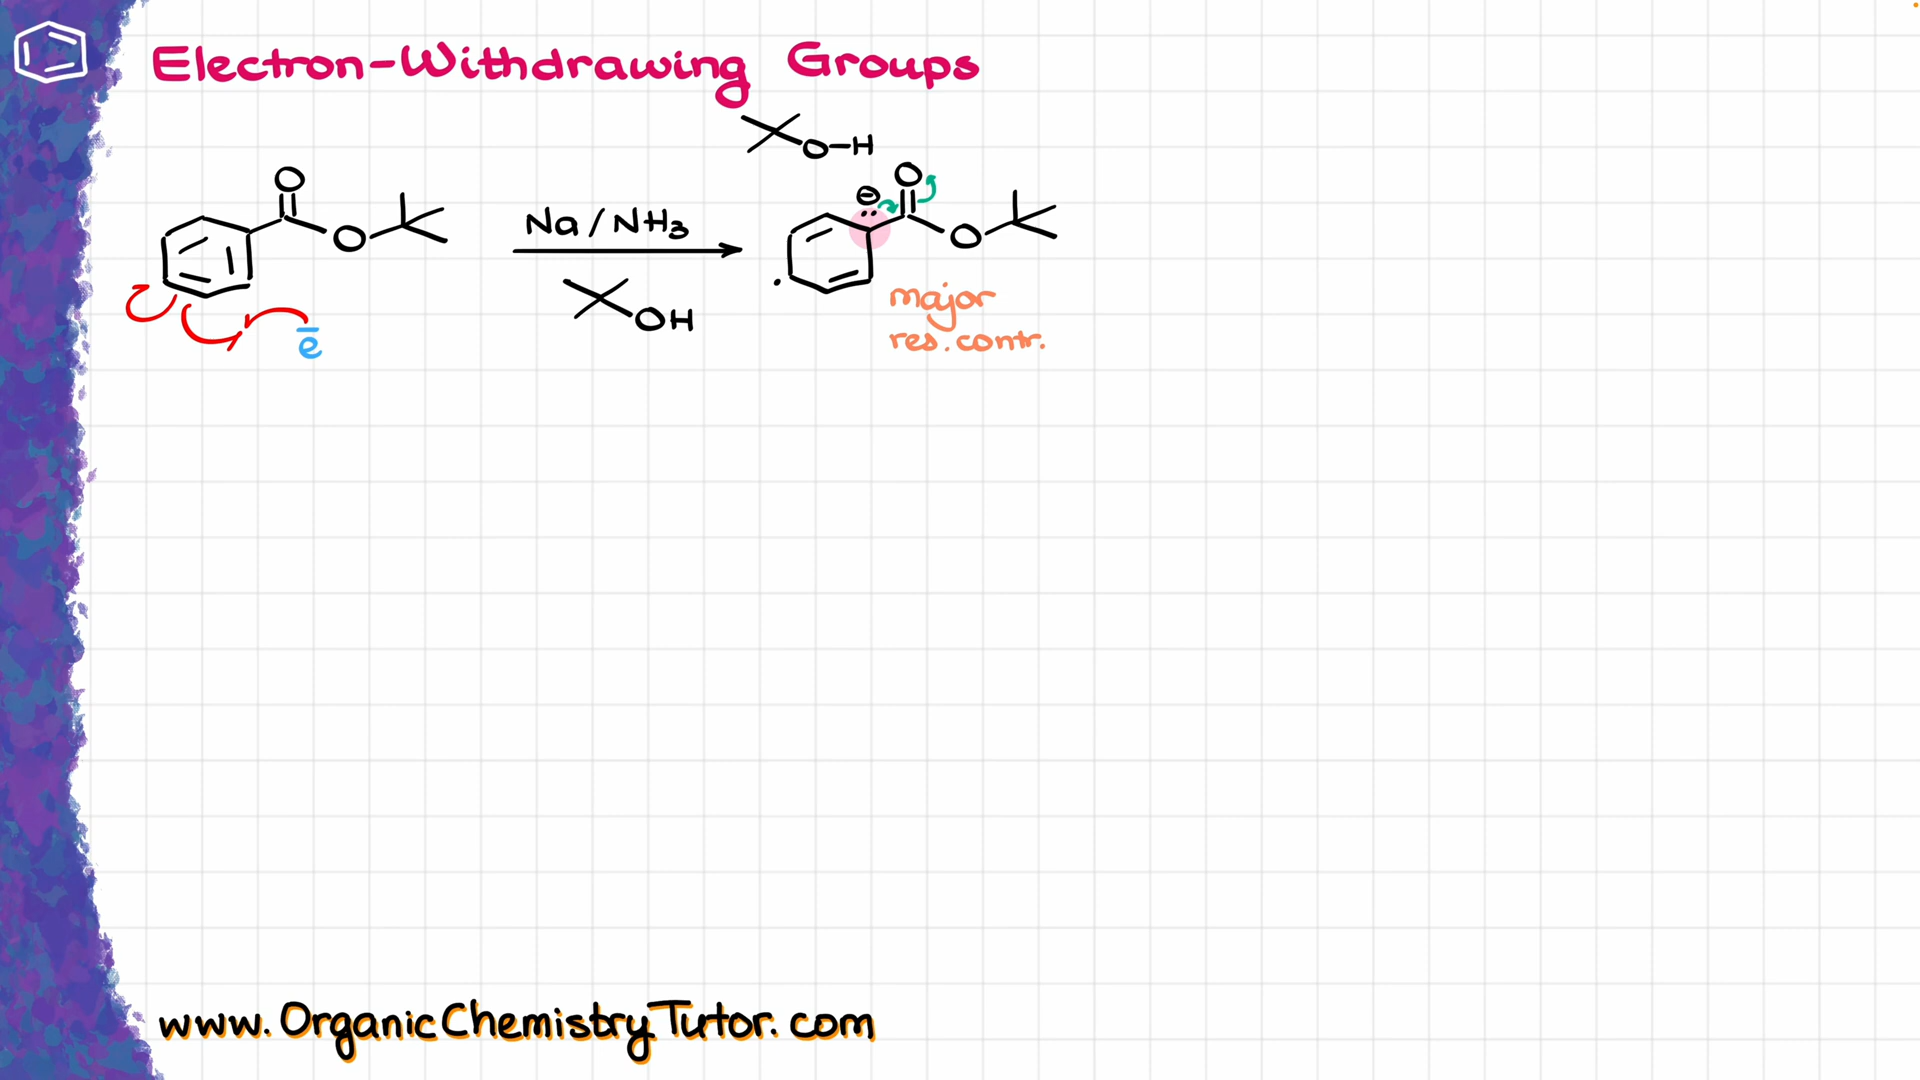 Electron-Withdrawing Groups
O-H
O
O
Na/NH₃
OH
ē
⊖
O
O
major
res. contr.
www.OrganicChemistryTutor.com